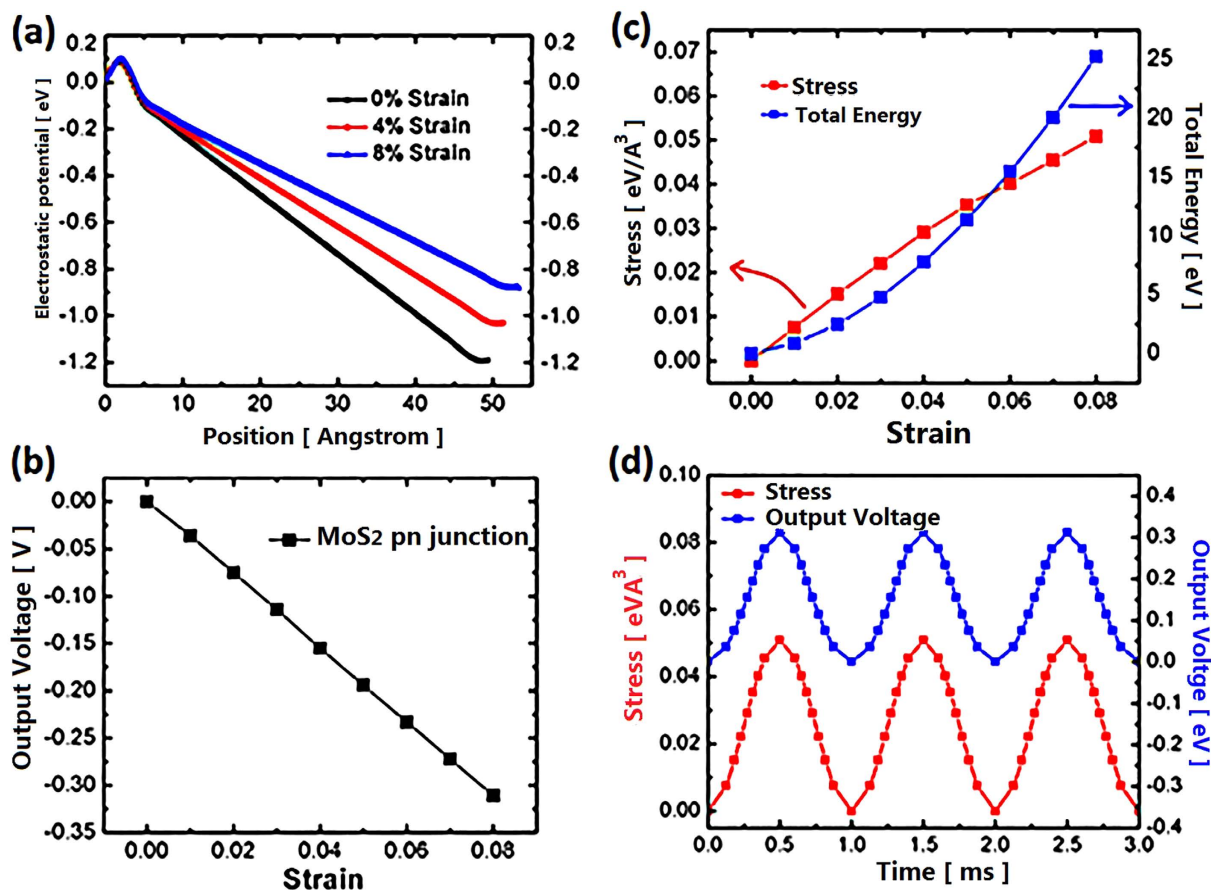 (a)
0.2
0.0
-0.2
-0.4
-0.6
-0.8
-1.0
-1.2
Electrostatic potential [ eV ]
0.2
0.0
-0.2
-0.4
-0.6
-0.8
-1.0
-1.2
0% Strain
4% Strain
8% Strain
0 10 20 30 40 50
Position [ Angstrom ]
(c)
0.07
0.06
0.05
0.04
0.03
0.02
0.01
0.00
Stress [ eV/A³ ]
Stress
Total Energy
25
20
15
10
5
0
Total Energy [ eV ]
0.00 0.02 0.04 0.06 0.08
Strain
(b)
0.00
-0.05
-0.10
-0.15
-0.20
-0.25
-0.30
-0.35
Output Voltage [ V ]
MoS2 pn junction
0.00 0.02 0.04 0.06 0.08
Strain
(d)
0.10
0.08
0.06
0.04
0.02
0.00
Stress [ eVA³ ]
Stress
Output Voltage
0.4
0.3
0.2
0.1
0.0
-0.1
-0.2
-0.3
-0.4
Output Voltge [ eV ]
0.0 0.5 1.0 1.5 2.0 2.5 3.0
Time [ ms ]